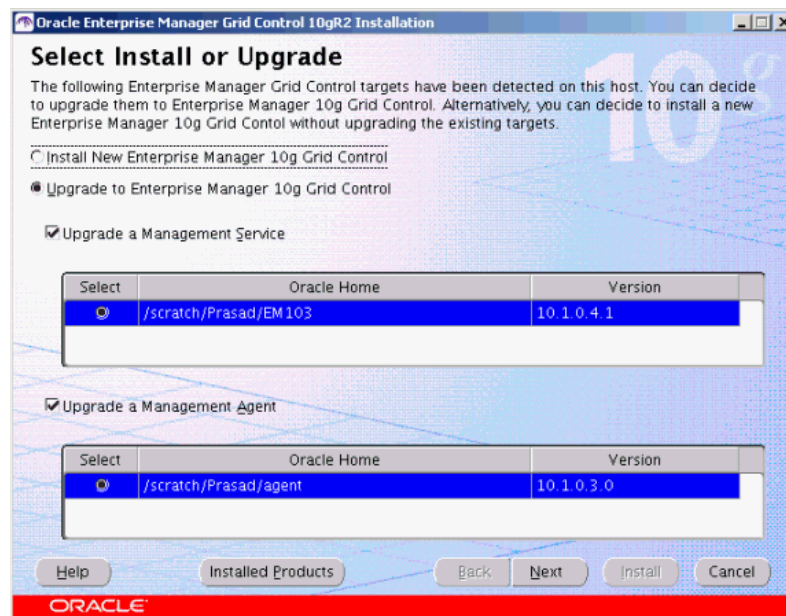 Oracle Enterprise Manager Grid Control 10gR2 Installation
Select Install or Upgrade
10g
The following Enterprise Manager Grid Control targets have been detected on this host. You can decide
to upgrade them to Enterprise Manager 10g Grid Control. Alternatively, you can decide to install a new
Enterprise Manager 10g Grid Contol without upgrading the existing targets.
Install New Enterprise Manager 10g Grid Control
Upgrade to Enterprise Manager 10g Grid Control
Upgrade a Management Service
Select Oracle Home Version
/scratch/Prasad/EM103 10.1.0.4.1
Upgrade a Management Agent
Select Oracle Home Version
/scratch/Prasad/agent 10.1.0.3.0
Help Installed Products Back Next Install Cancel
ORACLE